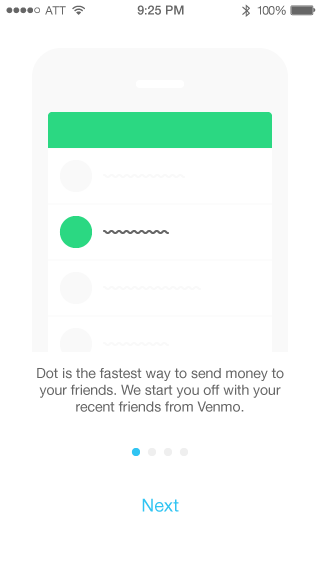 ATT 9:25 PM 100%
Dot is the fastest way to send money to
your friends. We start you off with your
recent friends from Venmo.
Next